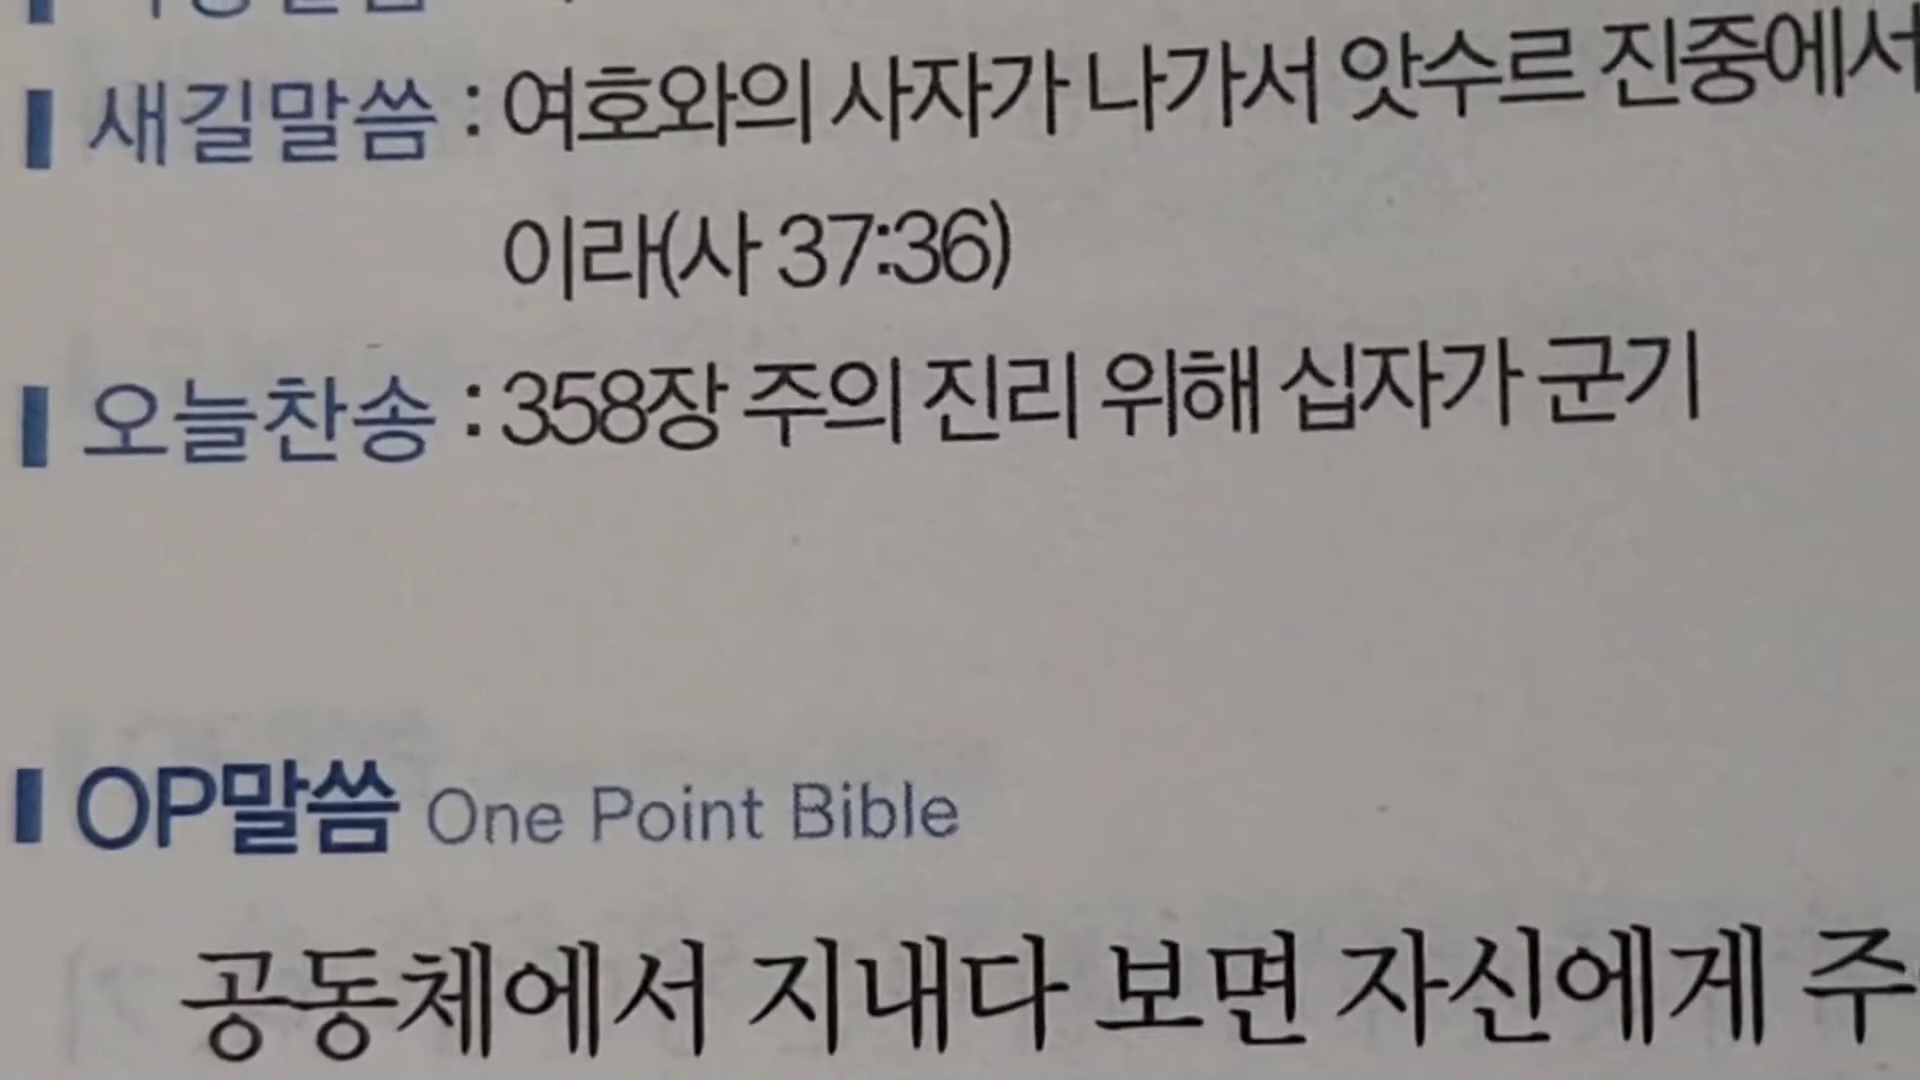 새길말씀 : 여호와의 사자가 나가서 앗수르 진중에서
이라(사 37:36)
오늘찬송 : 358장 주의 진리 위해 십자가 군기
OP말씀 One Point Bible
공동체에서 지내다 보면 자신에게 주